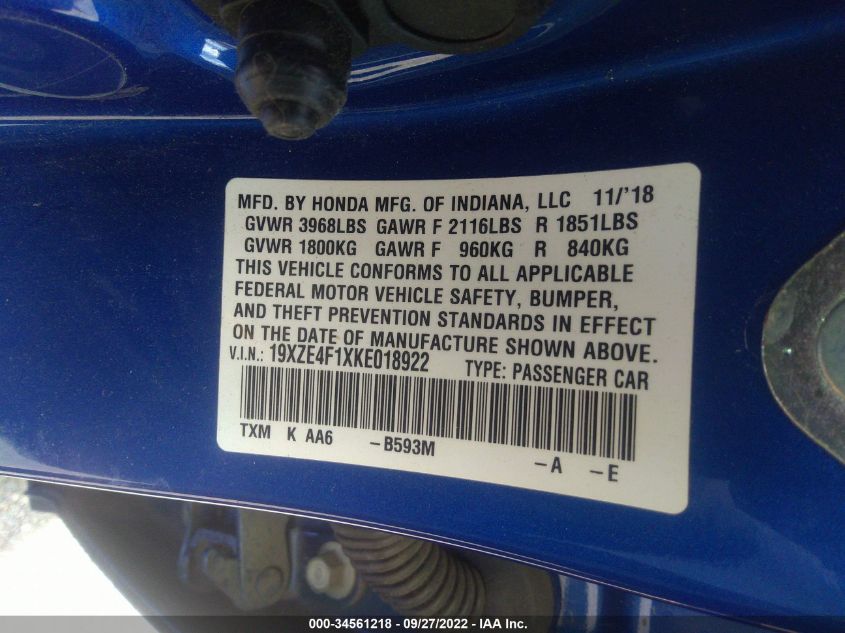 MFD. BY HONDA MFG. OF INDIANA, LLC 11/'18
GVWR 3968LBS GAWR F 2116LBS R 1851LBS
GVWR 1800KG GAWR F 960KG R 840KG
THIS VEHICLE CONFORMS TO ALL APPLICABLE
FEDERAL MOTOR VEHICLE SAFETY, BUMPER,
AND THEFT PREVENTION STANDARDS IN EFFECT
ON THE DATE OF MANUFACTURE SHOWN ABOVE.
V.I.N.: 19XZE4F1XKE018922 TYPE: PASSENGER CAR
TXM K AA6 -B593M -A -E
000-34561218 - 09/27/2022 - IAA Inc.